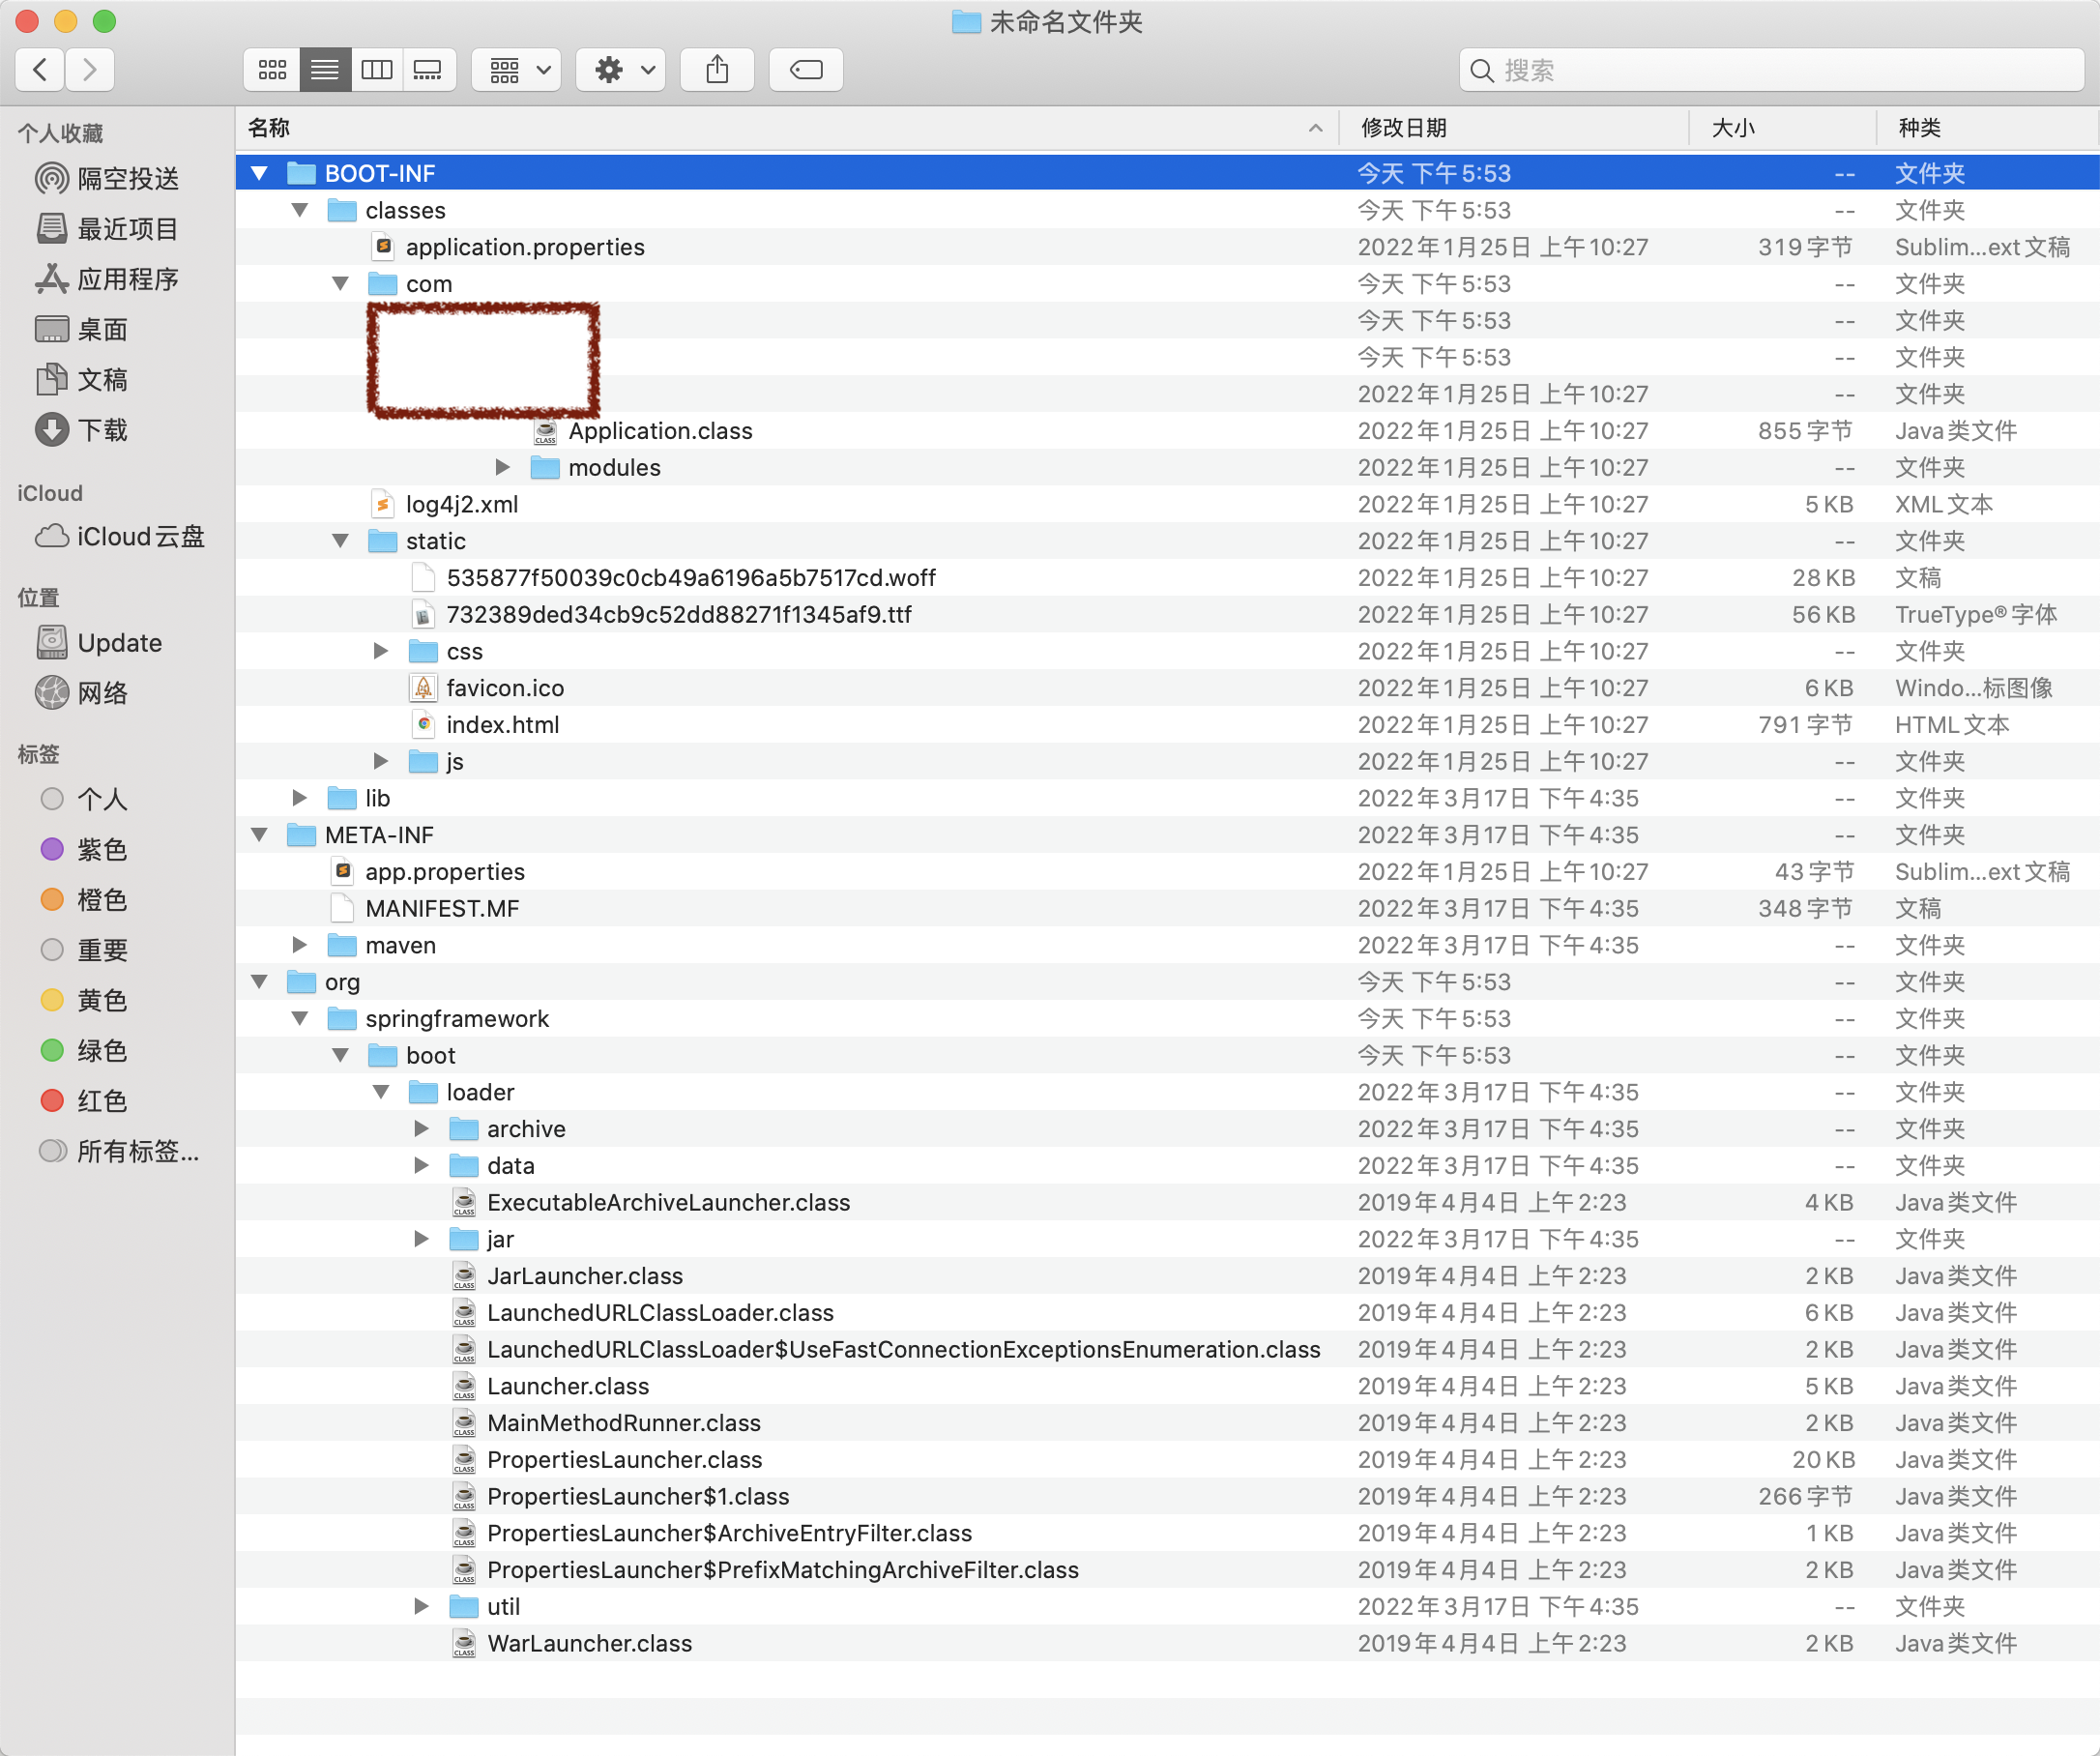 未命名文件夹
搜索
个人收藏
隔空投送
最近项目
应用程序
桌面
文稿
下载
iCloud
iCloud云盘
位置
Update
网络
标签
个人
紫色
橙色
重要
黄色
绿色
红色
所有标签...
名称 修改日期 大小 种类
BOOT-INF 今天 下午5:53 -- 文件夹
classes 今天 下午5:53 -- 文件夹
application.properties 2022年1月25日 上午10:27 319字节 Sublim...ext文稿
com 今天 下午5:53 -- 文件夹
今天 下午5:53 -- 文件夹
今天 下午5:53 -- 文件夹
2022年1月25日 上午10:27 -- 文件夹
Application.class 2022年1月25日 上午10:27 855字节 Java类文件
modules 2022年1月25日 上午10:27 -- 文件夹
log4j2.xml 2022年1月25日 上午10:27 5 KB XML文本
static 2022年1月25日 上午10:27 -- 文件夹
535877f50039c0cb49a6196a5b7517cd.woff 2022年1月25日 上午10:27 28 KB 文稿
732389ded34cb9c52dd88271f1345af9.ttf 2022年1月25日 上午10:27 56 KB TrueType®字体
css 2022年1月25日 上午10:27 -- 文件夹
favicon.ico 2022年1月25日 上午10:27 6 KB Windo...标图像
index.html 2022年1月25日 上午10:27 791字节 HTML文本
js 2022年1月25日 上午10:27 -- 文件夹
lib 2022年3月17日 下午4:35 -- 文件夹
META-INF 2022年3月17日 下午4:35 -- 文件夹
app.properties 2022年1月25日 上午10:27 43字节 Sublim...ext文稿
MANIFEST.MF 2022年3月17日 下午4:35 348字节 文稿
maven 2022年3月17日 下午4:35 -- 文件夹
org 今天 下午5:53 -- 文件夹
springframework 今天 下午5:53 -- 文件夹
boot 今天 下午5:53 -- 文件夹
loader 2022年3月17日 下午4:35 -- 文件夹
archive 2022年3月17日 下午4:35 -- 文件夹
data 2022年3月17日 下午4:35 -- 文件夹
ExecutableArchiveLauncher.class 2019年4月4日 上午2:23 4 KB Java类文件
jar 2022年3月17日 下午4:35 -- 文件夹
JarLauncher.class 2019年4月4日 上午2:23 2 KB Java类文件
LaunchedURLClassLoader.class 2019年4月4日 上午2:23 6 KB Java类文件
LaunchedURLClassLoader$UseFastConnectionExceptionsEnumeration.class 2019年4月4日 上午2:23 2 KB Java类文件
Launcher.class 2019年4月4日 上午2:23 5 KB Java类文件
MainMethodRunner.class 2019年4月4日 上午2:23 2 KB Java类文件
PropertiesLauncher.class 2019年4月4日 上午2:23 20 KB Java类文件
PropertiesLauncher$1.class 2019年4月4日 上午2:23 266字节 Java类文件
PropertiesLauncher$ArchiveEntryFilter.class 2019年4月4日 上午2:23 1 KB Java类文件
PropertiesLauncher$PrefixMatchingArchiveFilter.class 2019年4月4日 上午2:23 2 KB Java类文件
util 2022年3月17日 下午4:35 -- 文件夹
WarLauncher.class 2019年4月4日 上午2:23 2 KB Java类文件